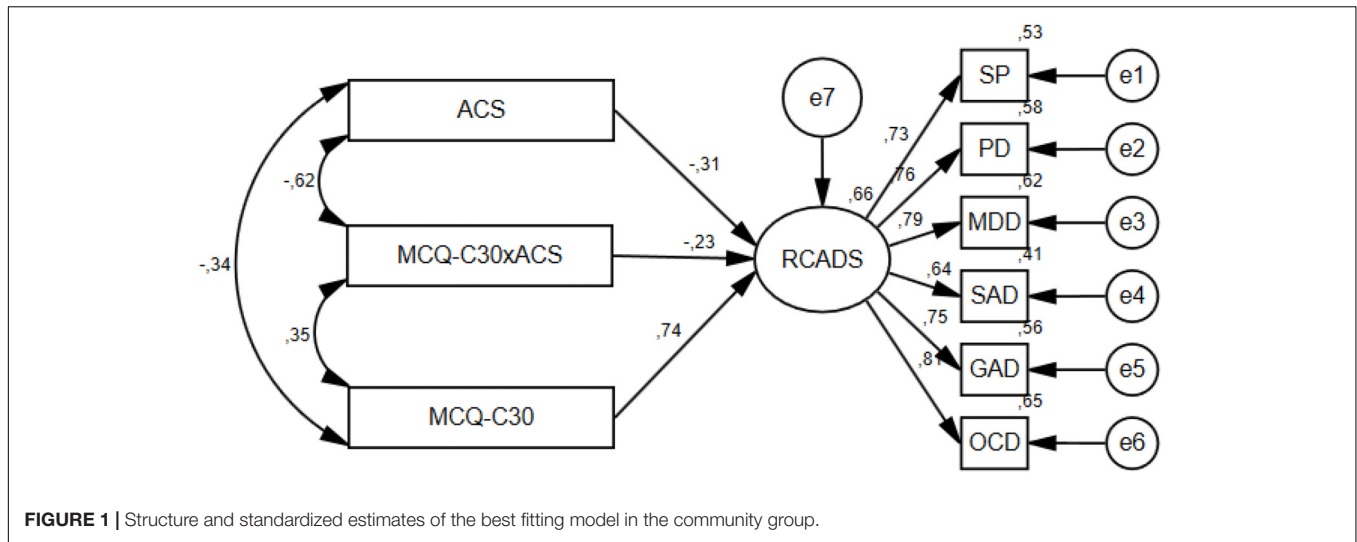 ,53
SP
e1
,58
ACS
e7
,73
PD
e2
-,31
,76
,62
-,62
,66
,79
MDD
e3
,41
-,34
MCQ-C30xACS
-,23
RCADS
,64
SAD
e4
,56
,35
,74
,75
GAD
e5
,81
,65
MCQ-C30
OCD
e6
FIGURE 1 | Structure and standardized estimates of the best fitting model in the community group.